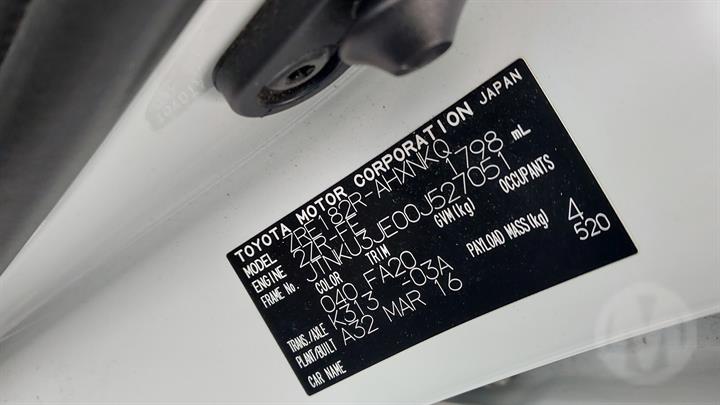 TOYOTA MOTOR CORPORATION JAPAN
MODEL ZRE182R-AHXNKQ
ENGINE 2ZR-FE 1798 mL
FRAME No. JTNKU3JE00J527051
COLOR TRIM GVM(kg) OCCUPANTS
040 FA20 PAYLOAD MASS(kg) 4
TRANS./AXLE K313 -03A 520
PLANT/BUILT A32 MAR 16
CAR NAME